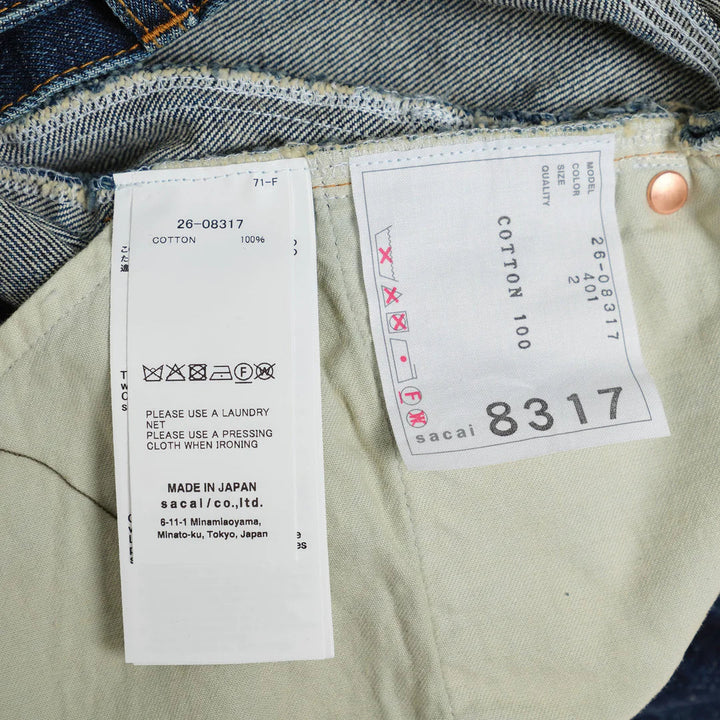 71-F
26-08317
COTTON 100%
PLEASE USE A LAUNDRY
NET
PLEASE USE A PRESSING
CLOTH WHEN IRONING
MADE IN JAPAN
sacai/co.,ltd.
6-11-1 Minamiaoyama,
Minato-ku, Tokyo, Japan
MODEL 26-08317
COLOR 401
SIZE 2
QUALITY
COTTON 100
sacai 8317